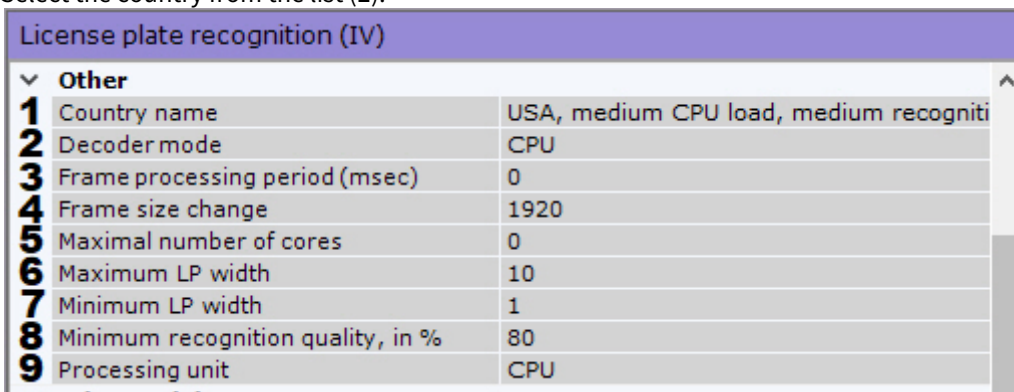 Select the country from the list (1).
License plate recognition (IV)
Other
1 Country name USA, medium CPU load, medium recogniti
2 Decoder mode CPU
3 Frame processing period (msec) 0
4 Frame size change 1920
5 Maximal number of cores 0
6 Maximum LP width 10
7 Minimum LP width 1
8 Minimum recognition quality, in % 80
9 Processing unit CPU